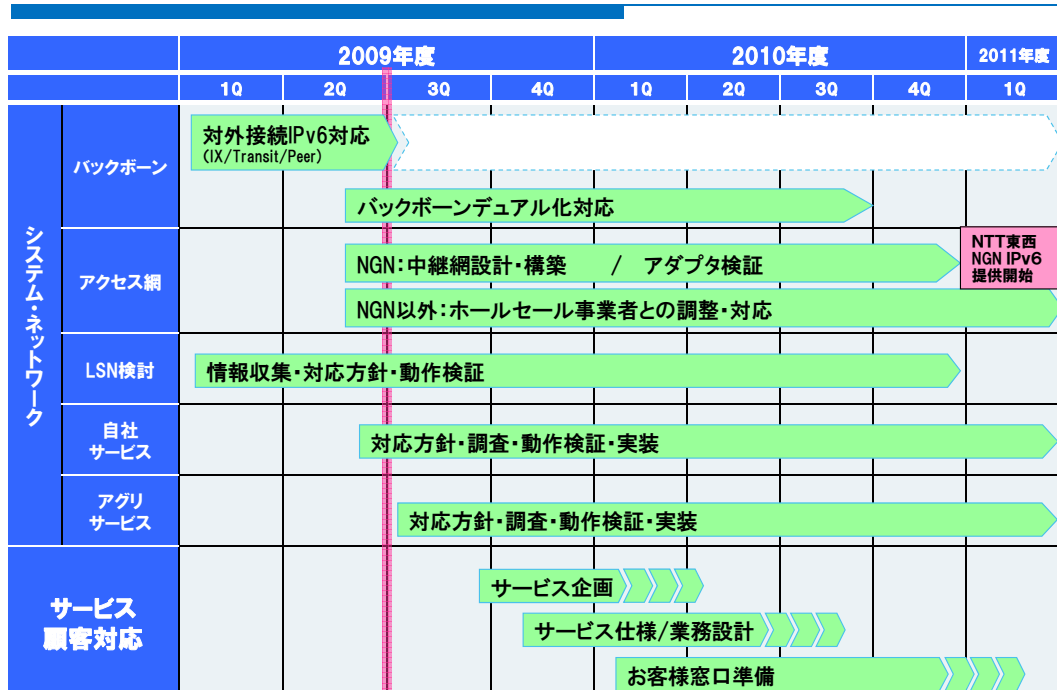 2009年度
2010年度
2011年度
1Q
2Q
3Q
4Q
1Q
2Q
3Q
4Q
1Q
システム・ネットワーク
バックボーン
対外接続IPv6対応
(IX/Transit/Peer)
バックボーンデュアル化対応
アクセス網
NGN：中継網設計・構築　/　アダプタ検証
NTT東西
NGN IPv6
提供開始
NGN以外：ホールセール事業者との調整・対応
LSN検討
情報収集・対応方針・動作検証
自社
サービス
対応方針・調査・動作検証・実装
アグリ
サービス
対応方針・調査・動作検証・実装
サービス
顧客対応
サービス企画
サービス仕様/業務設計
お客様窓口準備